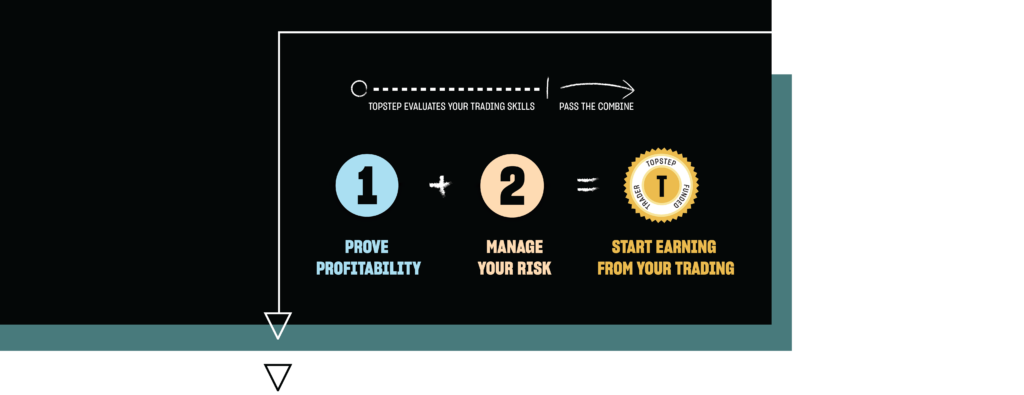 TOPSTEP EVALUATES YOUR TRADING SKILLS
PASS THE COMBINE
1 + 2 =
TOPSTEP
FUNDED
TRADER
T
PROVE
PROFITABILITY
MANAGE
YOUR RISK
START EARNING
FROM YOUR TRADING